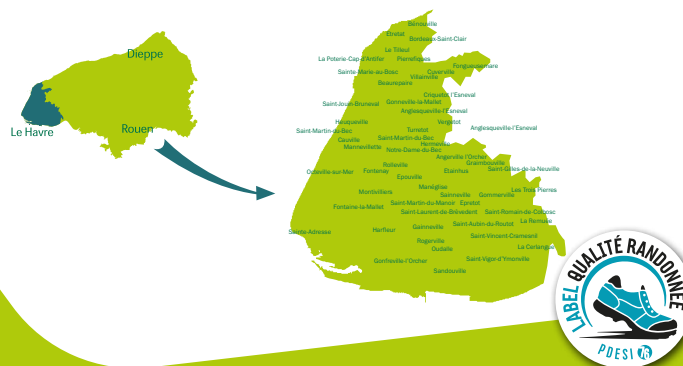 Dieppe
Le Havre
Rouen
Bénouville
Étretat
Bordeaux-Saint-Clair
Le Tilleul
La Poterie-Cap-d'Antifer
Pierrefiques
Fongueusemare
Sainte-Marie-au-Bosc
Cuverville
Villainville
Beaurepaire
Criquetot l'Esneval
Saint-Jouin-Bruneval
Gonneville-la-Mallet
Anglesqueville-l'Esneval
Heuqueville
Vergetot
Saint-Martin-du-Bec
Turretot
Anglesqueville-l'Esneval
Cauville
Saint-Martin-du-Bec
Hermeville
Mannevillette
Notre-Dame-du-Bec
Angerville l'Orcher
Graimbouville
Rolleville
Octeville-sur-Mer
Fontenay
Etainhus
Saint-Gilles-de-la-Neuville
Epouville
Manéglise
Montivilliers
Sainneville
Gommerville
Les Trois Pierres
Fontaine-la-Mallet
Saint-Martin-du-Manoir
Epretot
Saint-Laurent-de-Brèvedent
Saint-Romain-de-Colbosc
Sainte-Adresse
Harfleur
Gainneville
Saint-Aubin-du-Routot
La Remuée
Rogerville
Saint-Vincent-Cramesnil
Oudalle
La Cerlangue
Gonfreville-l'Orcher
Saint-Vigor-d'Ymonville
Sandouville
LABEL QUALITÉ RANDONNÉE
PDESI 76